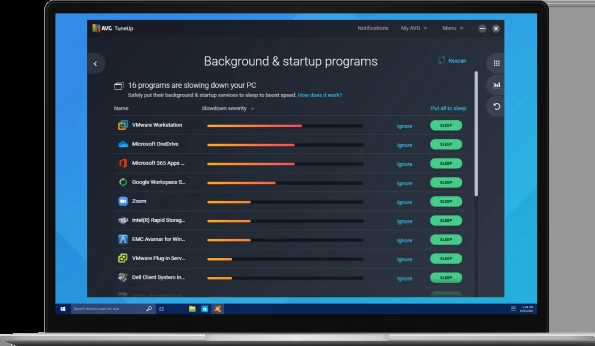 AVG TuneUp
Notifications My AVG Menu
Background & startup programs
Rescan
16 programs are slowing down your PC
Safely put their background & startup services to sleep to boost speed. How does it work?
Name Slowdown severity Put all to sleep
VMware Workstation Ignore SLEEP
Microsoft OneDrive Ignore SLEEP
Microsoft 365 Apps ... Ignore SLEEP
Google Workspace S... Ignore SLEEP
Zoom Ignore SLEEP
Intel(R) Rapid Storag... Ignore SLEEP
EMC Avamar for Win... Ignore SLEEP
VMware Plug-in Serv... Ignore SLEEP
Dell Client System In... Ignore SLEEP